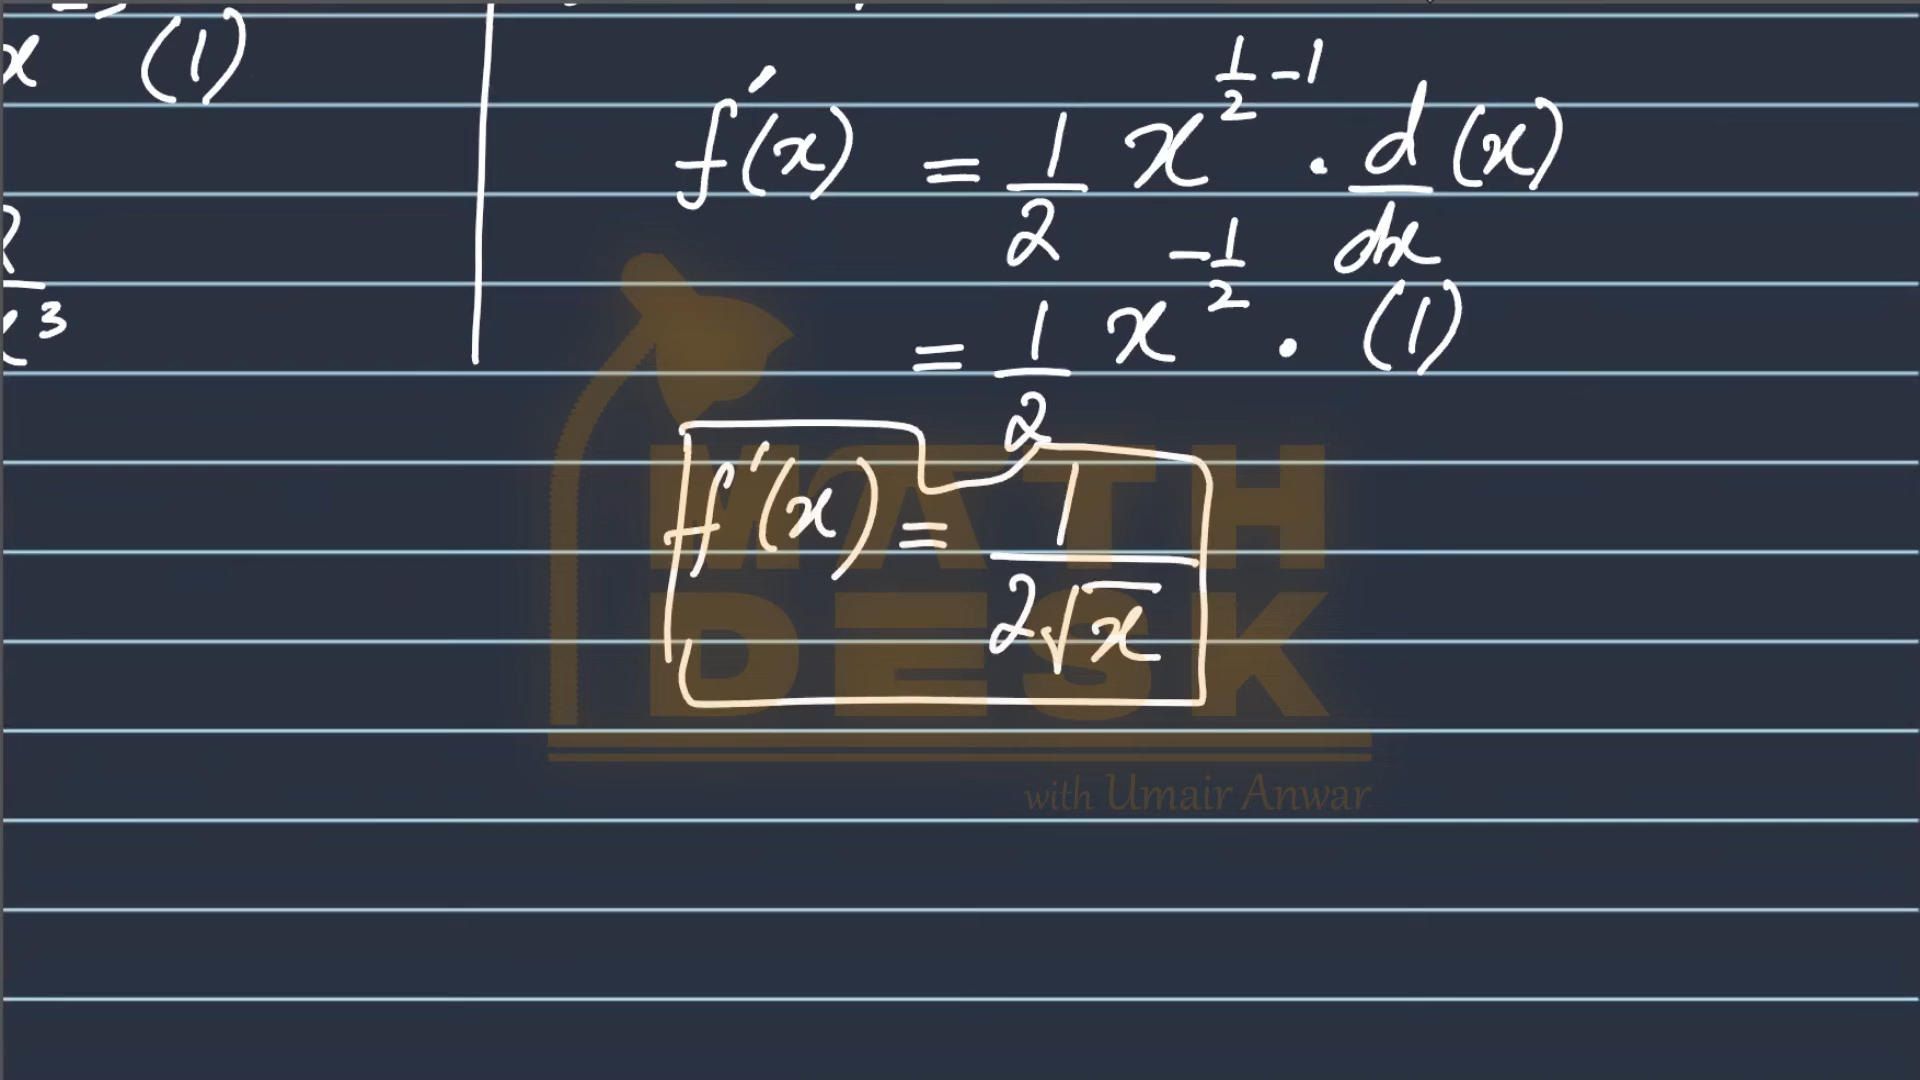 x (1)
x³
f'(x) = 1/2 x^(1/2 - 1) · d/dx (x)
= 1/2 x^(-1/2) · (1)
f'(x) = 1/(2√x)
MATH
DESK
with Umair Anwar